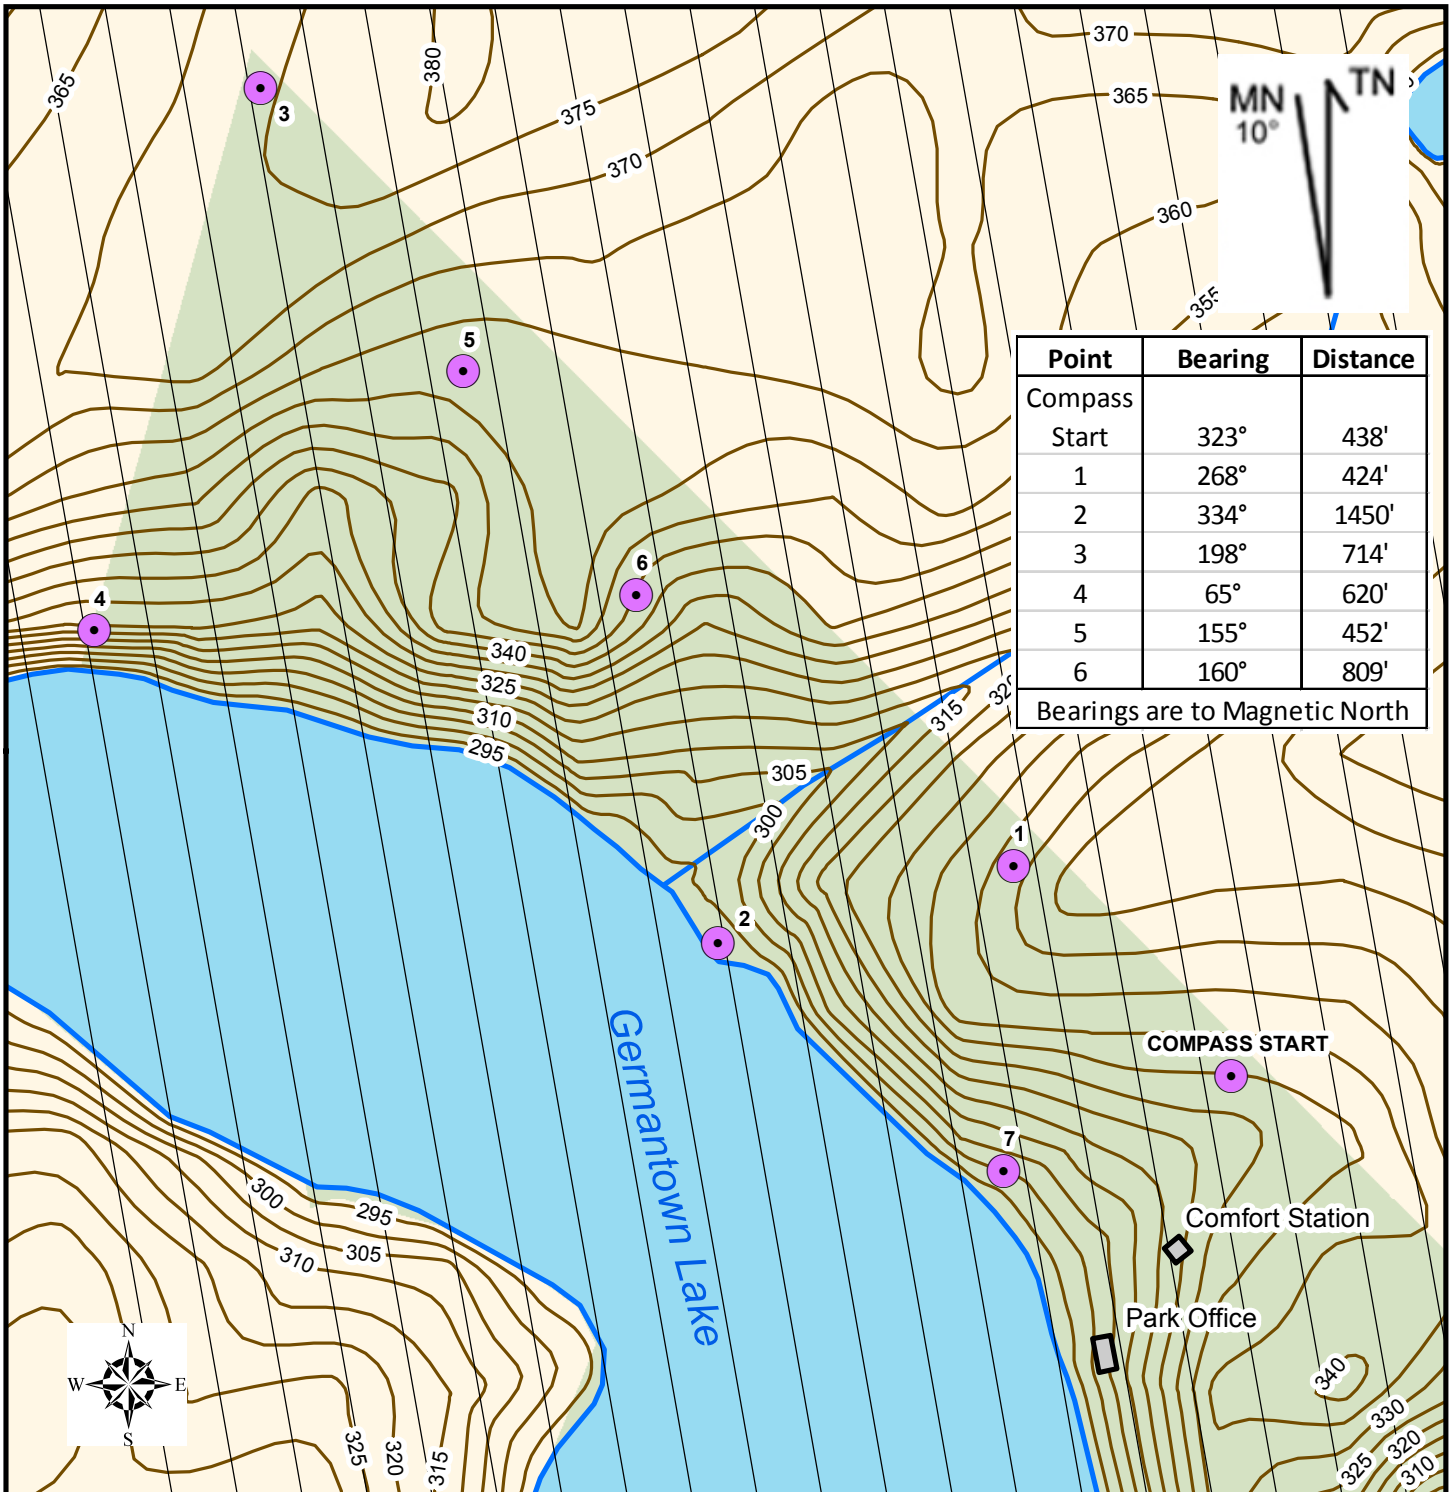 365
3
380
375
370
370
365
360
355
MN
10°
TN
5
Point Bearing Distance
Compass
Start 323° 438'
1 268° 424'
2 334° 1450'
3 198° 714'
4 65° 620'
5 155° 452'
6 160° 809'
Bearings are to Magnetic North
6
4
340
325
310
295
315
305
300
1
2
COMPASS START
7
Germantown Lake
Comfort Station
Park Office
300
295
305
310
N
W E
S
325
320
315
340
330
320
325
310